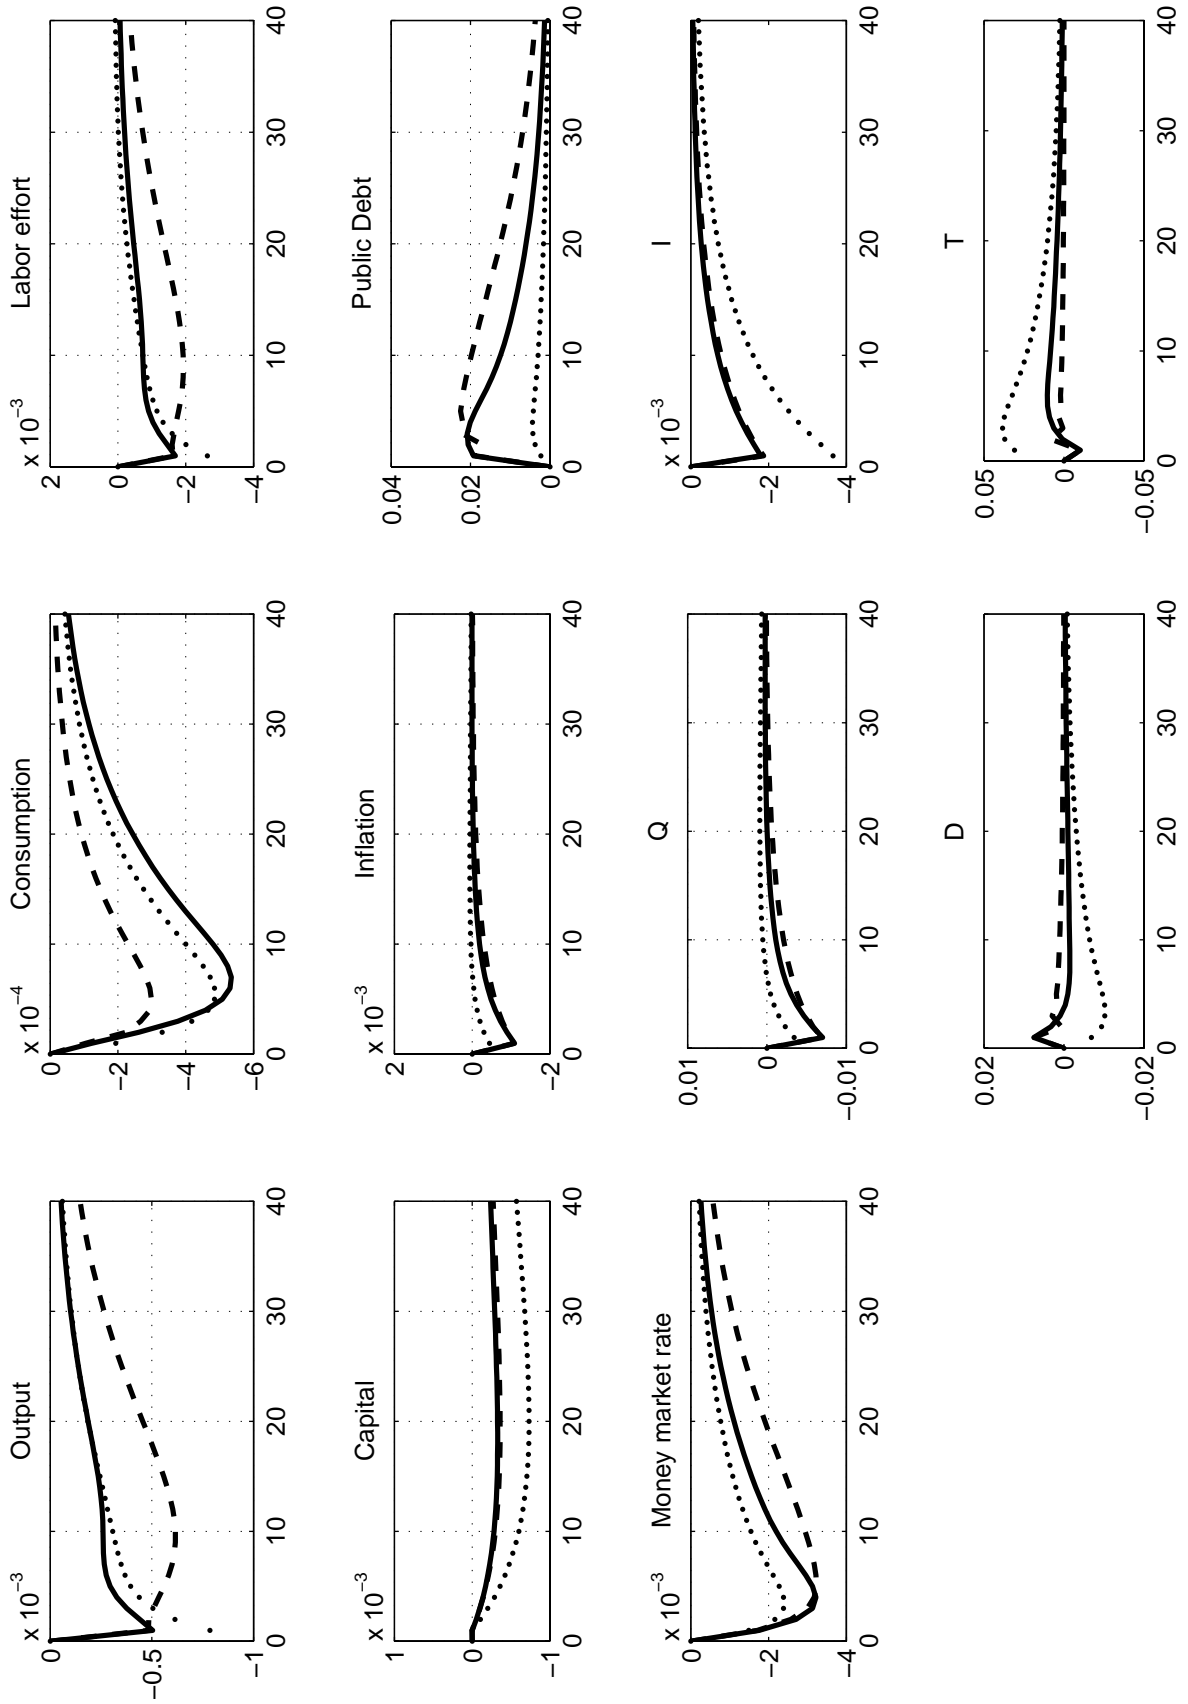 Output
x 10⁻³
0
−0.5
−1
0 10 20 30 40
Consumption
x 10⁻⁴
0
−2
−4
−6
0 10 20 30 40
Labor effort
x 10⁻³
2
0
−2
−4
0 10 20 30 40
Capital
x 10⁻³
1
0
−1
0 10 20 30 40
Inflation
x 10⁻³
2
0
−2
0 10 20 30 40
Public Debt
0.04
0.02
0
0 10 20 30 40
Money market rate
x 10⁻³
0
−2
−4
0 10 20 30 40
Q
0.01
0
−0.01
0 10 20 30 40
I
x 10⁻³
0
−2
−4
0 10 20 30 40
D
0.02
0
−0.02
0 10 20 30 40
T
0.05
0
−0.05
0 10 20 30 40